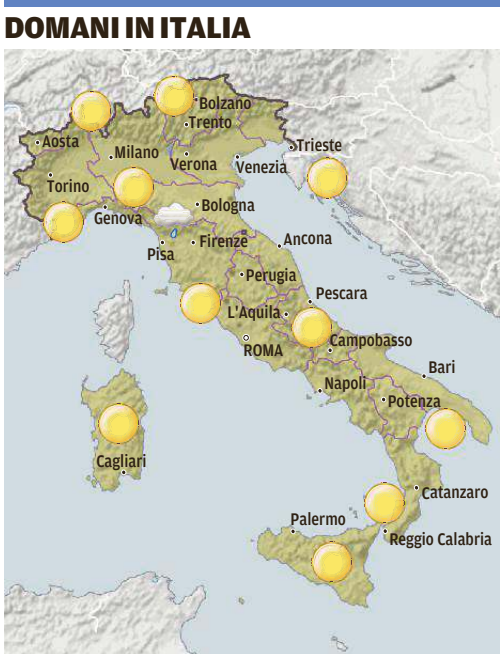 DOMANI IN ITALIA
Bolzano
Trento
Aosta
Milano
Trieste
Verona
Venezia
Torino
Genova
Bologna
Pisa
Firenze
Ancona
Perugia
Pescara
L'Aquila
ROMA
Campobasso
Bari
Napoli
Potenza
Cagliari
Catanzaro
Palermo
Reggio Calabria